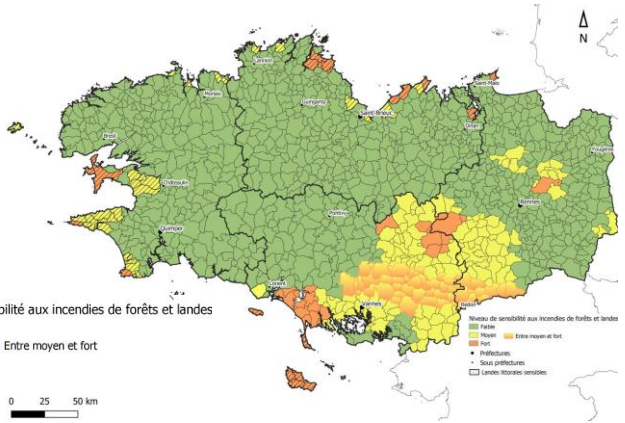 N
Lannion
Saint-Malo
Morlaix
Guingamp
Saint-Brieuc
Dinan
Brest
Fougères
Châteaulin
Rennes
Pontivy
Quimper
Lorient
Vannes
Redon
bilité aux incendies de forêts et landes
Entre moyen et fort
0 25 50 km
Niveau de sensibilité aux incendies de forêts et landes
Faible
Moyen
Entre moyen et fort
Fort
Préfectures
Sous préfectures
Landes littorales sensibles